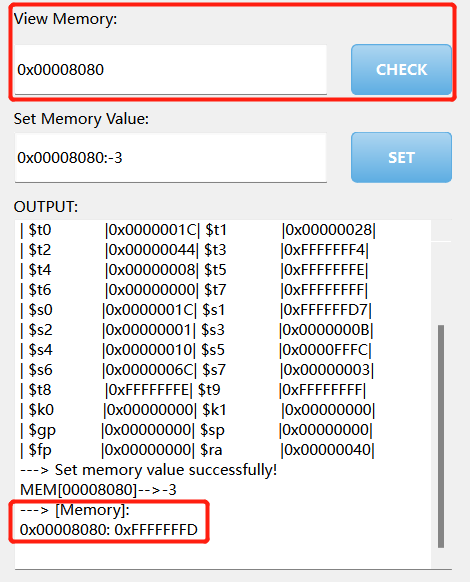 View Memory:
0x00008080
CHECK
Set Memory Value:
0x00008080:-3
SET
OUTPUT:
| $t0 |0x0000001C| $t1 |0x00000028|
| $t2 |0x00000044| $t3 |0xFFFFFFF4|
| $t4 |0x00000008| $t5 |0xFFFFFFFE|
| $t6 |0x00000000| $t7 |0xFFFFFFFF|
| $s0 |0x0000001C| $s1 |0xFFFFFFD7|
| $s2 |0x00000001| $s3 |0x0000000B|
| $s4 |0x00000010| $s5 |0x0000FFFC|
| $s6 |0x0000006C| $s7 |0x00000003|
| $t8 |0xFFFFFFFE| $t9 |0xFFFFFFFF|
| $k0 |0x00000000| $k1 |0x00000000|
| $gp |0x00000000| $sp |0x00000000|
| $fp |0x00000000| $ra |0x00000040|
---> Set memory value successfully!
MEM[00008080]-->-3
---> [Memory]:
0x00008080: 0xFFFFFFFD